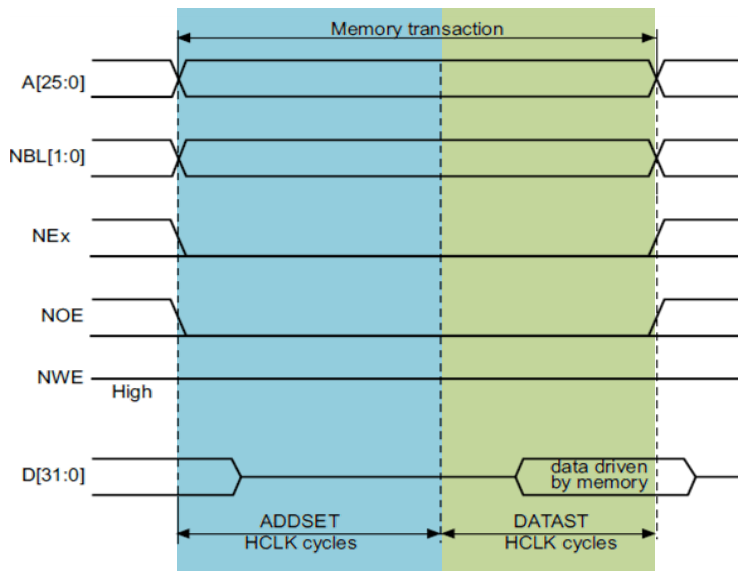 Memory transaction
A[25:0]
NBL[1:0]
NEx
NOE
NWE
High
D[31:0]
data driven
by memory
ADDSET
HCLK cycles
DATAST
HCLK cycles